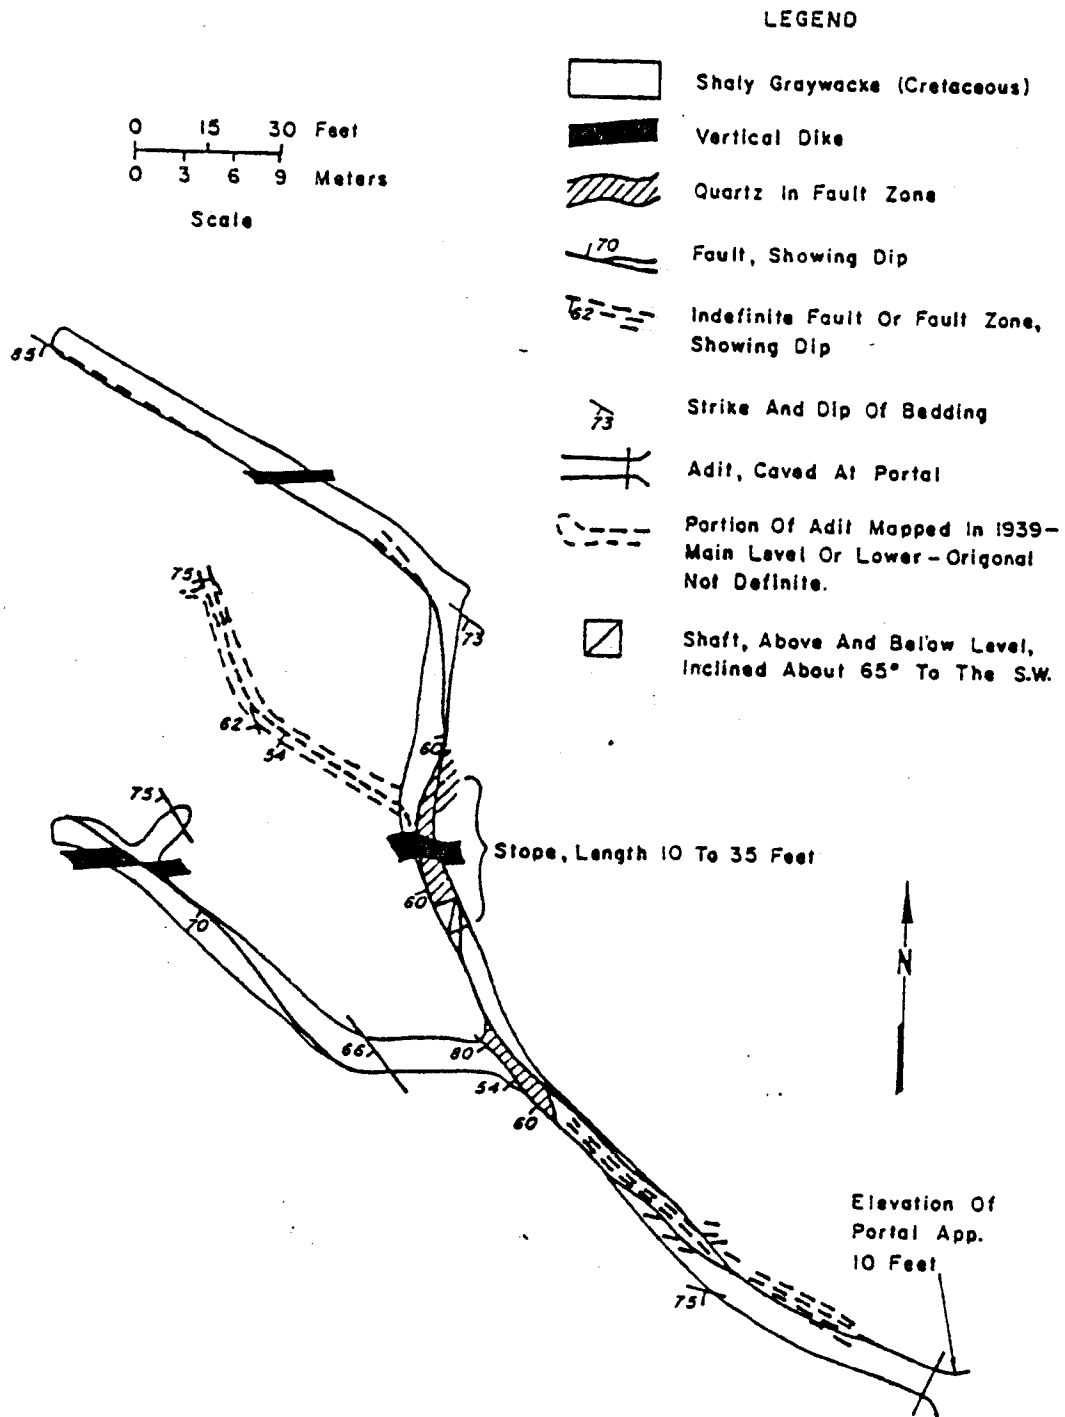 LEGEND
Shaly Graywacke (Cretaceous)
Vertical Dike
Quartz In Fault Zone
70
Fault, Showing Dip
62
Indefinite Fault Or Fault Zone,
Showing Dip
73
Strike And Dip Of Bedding
Adit, Caved At Portal
Portion Of Adit Mapped In 1939-
Main Level Or Lower - Origonal
Not Definite.
Shaft, Above And Below Level,
Inclined About 65° To The S.W.
0 15 30 Feet
0 3 6 9 Meters
Scale
85
75
73
62
54
60
75
Stope, Length 10 To 35 Feet
60
70
N
66
80
54
60
Elevation Of
Portal App.
10 Feet
75